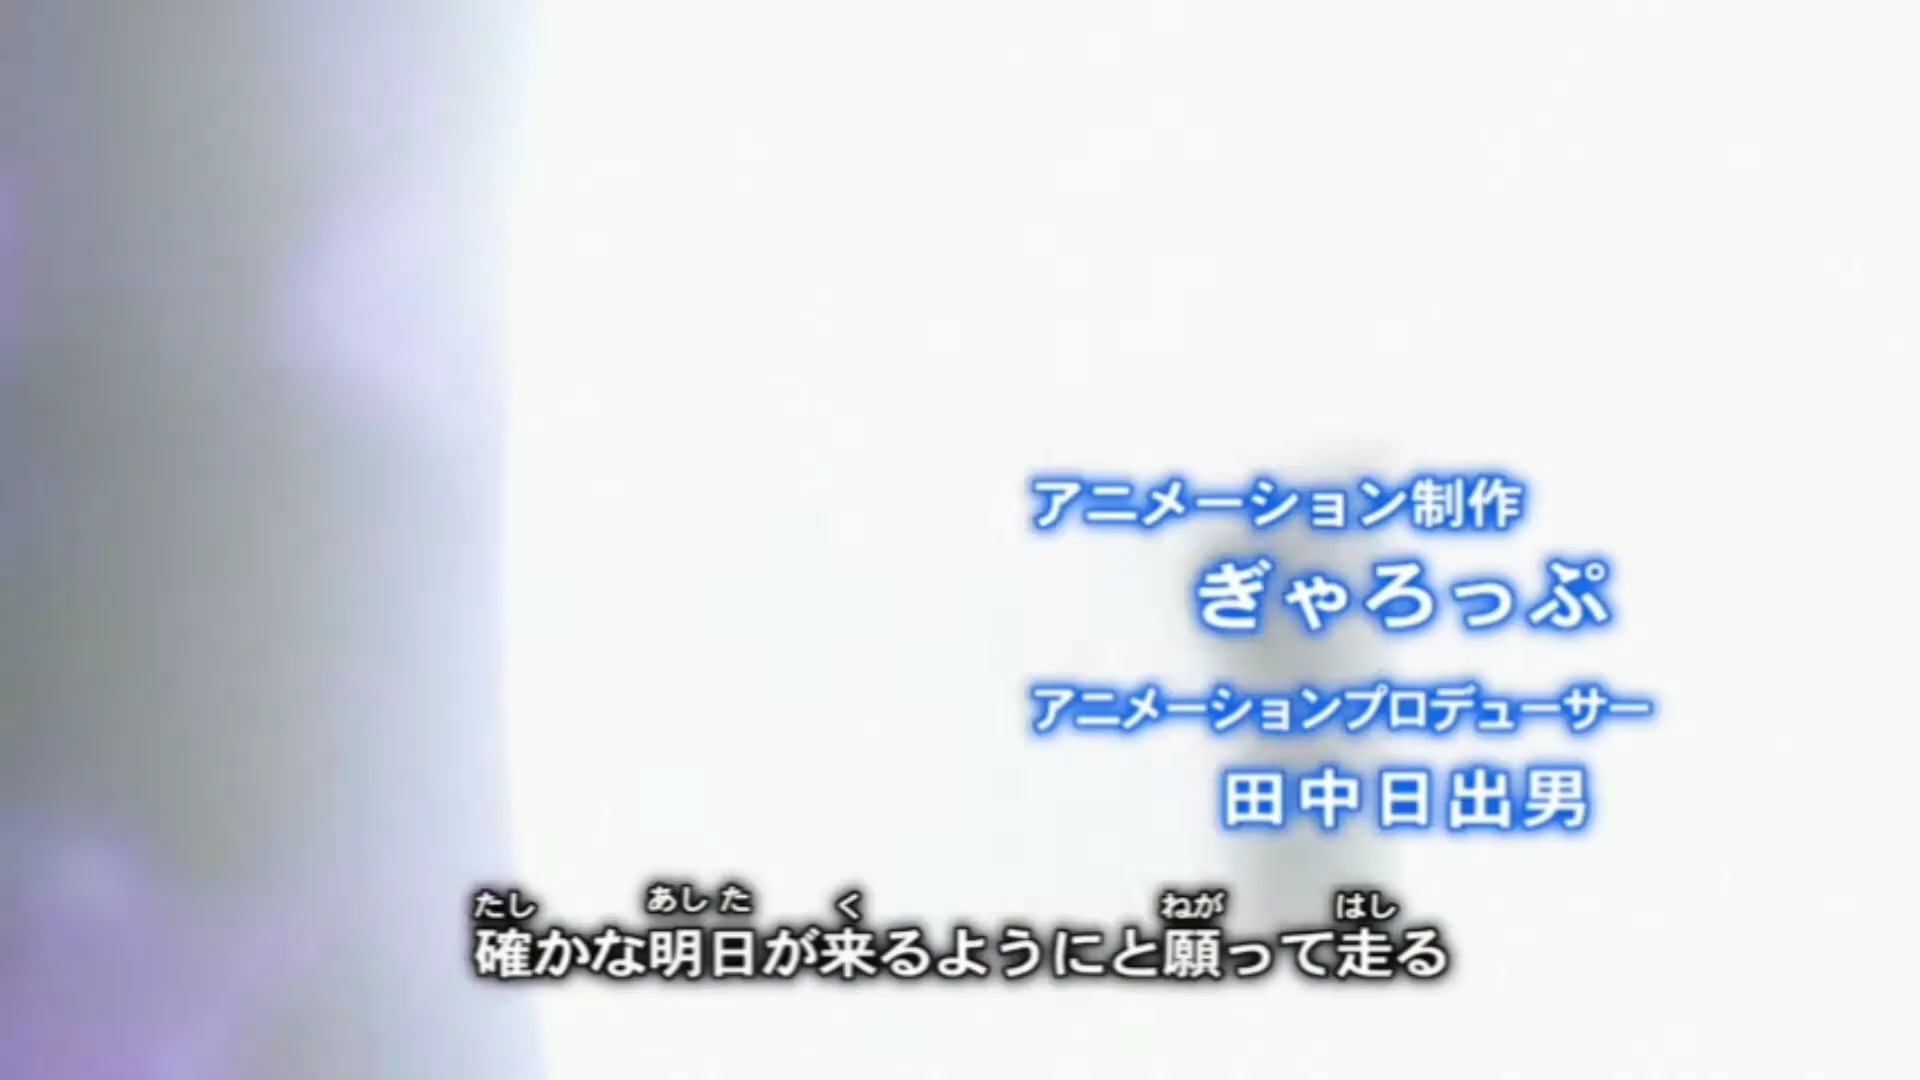 アニメーション制作
ぎゃろっぷ
アニメーションプロデューサー
田中日出男
たし あした く ねが はし
確かな明日が来るようにと願って走る